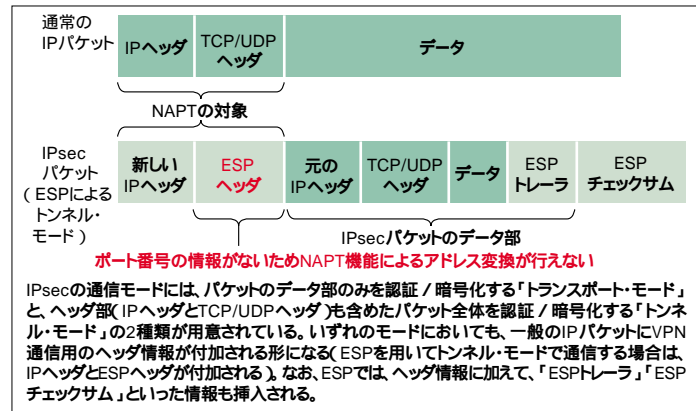 通常の
IPパケット
IPヘッダ
TCP/UDP
ヘッダ
データ
NAPTの対象
IPsec
パケット
(ESPによる
トンネル・
モード)
新しい
IPヘッダ
ESP
ヘッダ
元の
IPヘッダ
TCP/UDP
ヘッダ
データ
ESP
トレーラ
ESP
チェックサム
IPsecパケットのデータ部
ポート番号の情報がないためNAPT機能によるアドレス変換が行えない
IPsecの通信モードには、パケットのデータ部のみを認証/暗号化する「トランスポート・モード」
と、ヘッダ部(IPヘッダとTCP/UDPヘッダ)も含めたパケット全体を認証/暗号化する「トンネ
ル・モード」の2種類が用意されている。いずれのモードにおいても、一般のIPパケットにVPN
通信用のヘッダ情報が付加される形になる(ESPを用いてトンネル・モードで通信する場合は、
IPヘッダとESPヘッダが付加される)。なお、ESPでは、ヘッダ情報に加えて、「ESPトレーラ」「ESP
チェックサム」といった情報も挿入される。